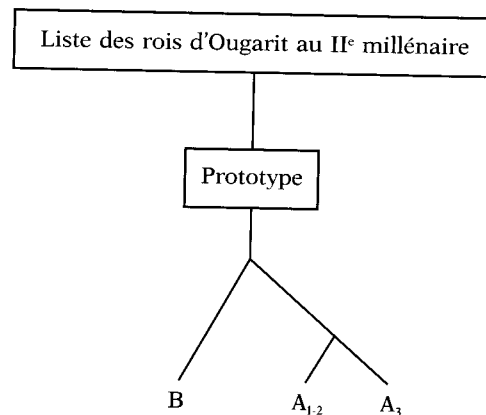 Liste des rois d'Ougarit au IIᵉ millénaire
Prototype
B A₁₋₂ A₃